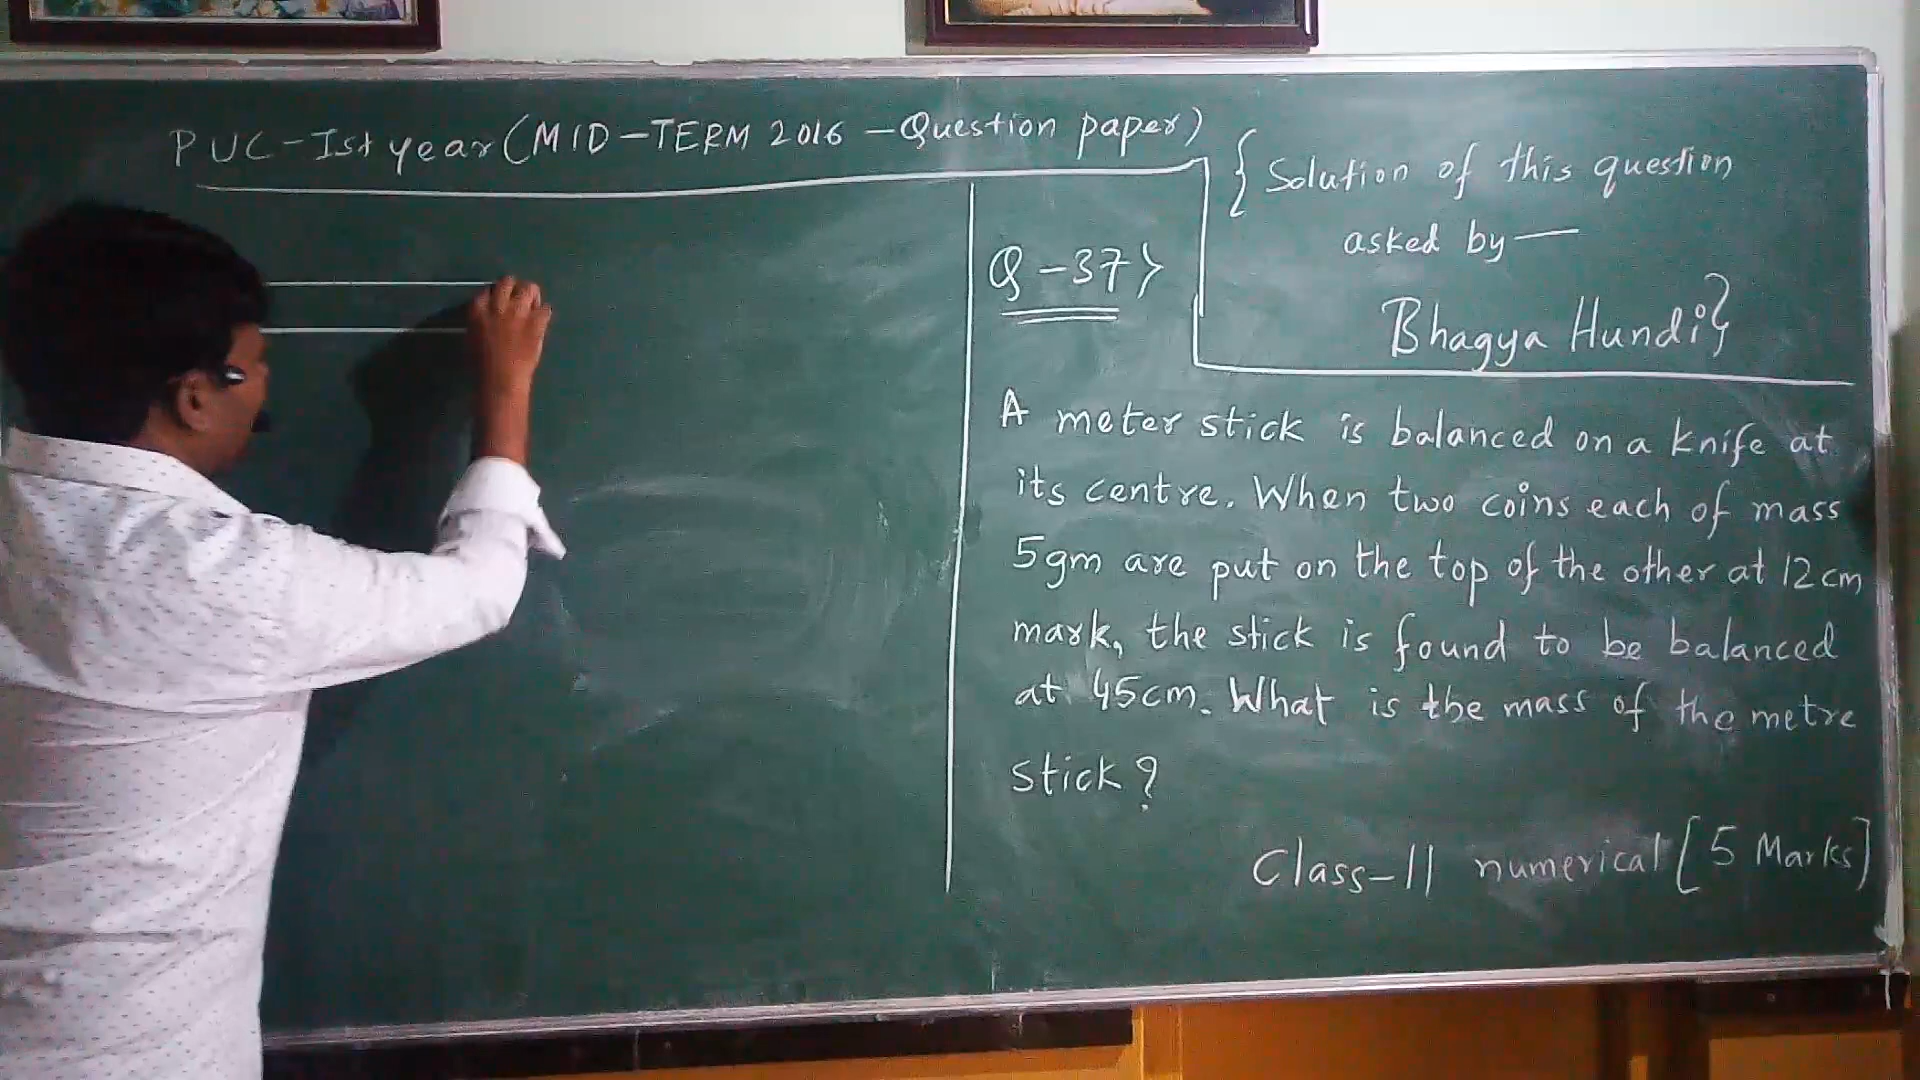 PUC-Ist year (MID-TERM 2016 - Question paper)
{Solution of this question
asked by —
Bhagya Hundi}
Q-37>
A meter stick is balanced on a knife at
its centre. When two coins each of mass
5gm are put on the top of the other at 12cm
mark, the stick is found to be balanced
at 45cm. What is the mass of the metre
stick?
Class-11 numerical [5 Marks]